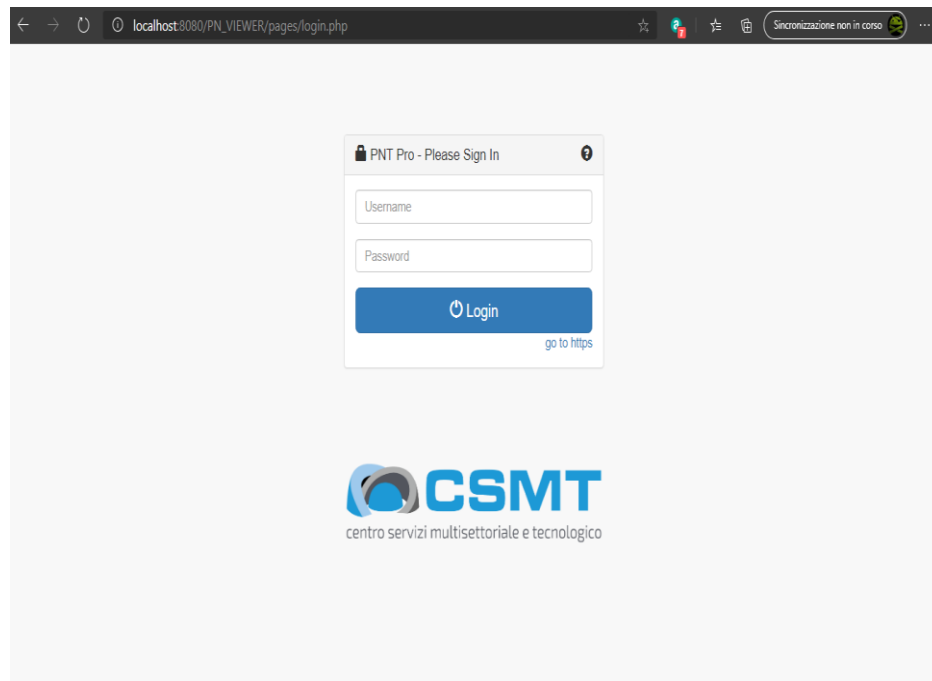 localhost:8080/PN_VIEWER/pages/login.php
7
Sincronizzazione non in corso
PNT Pro - Please Sign In
Username
Password
Login
go to https
CSMT
centro servizi multisettoriale e tecnologico